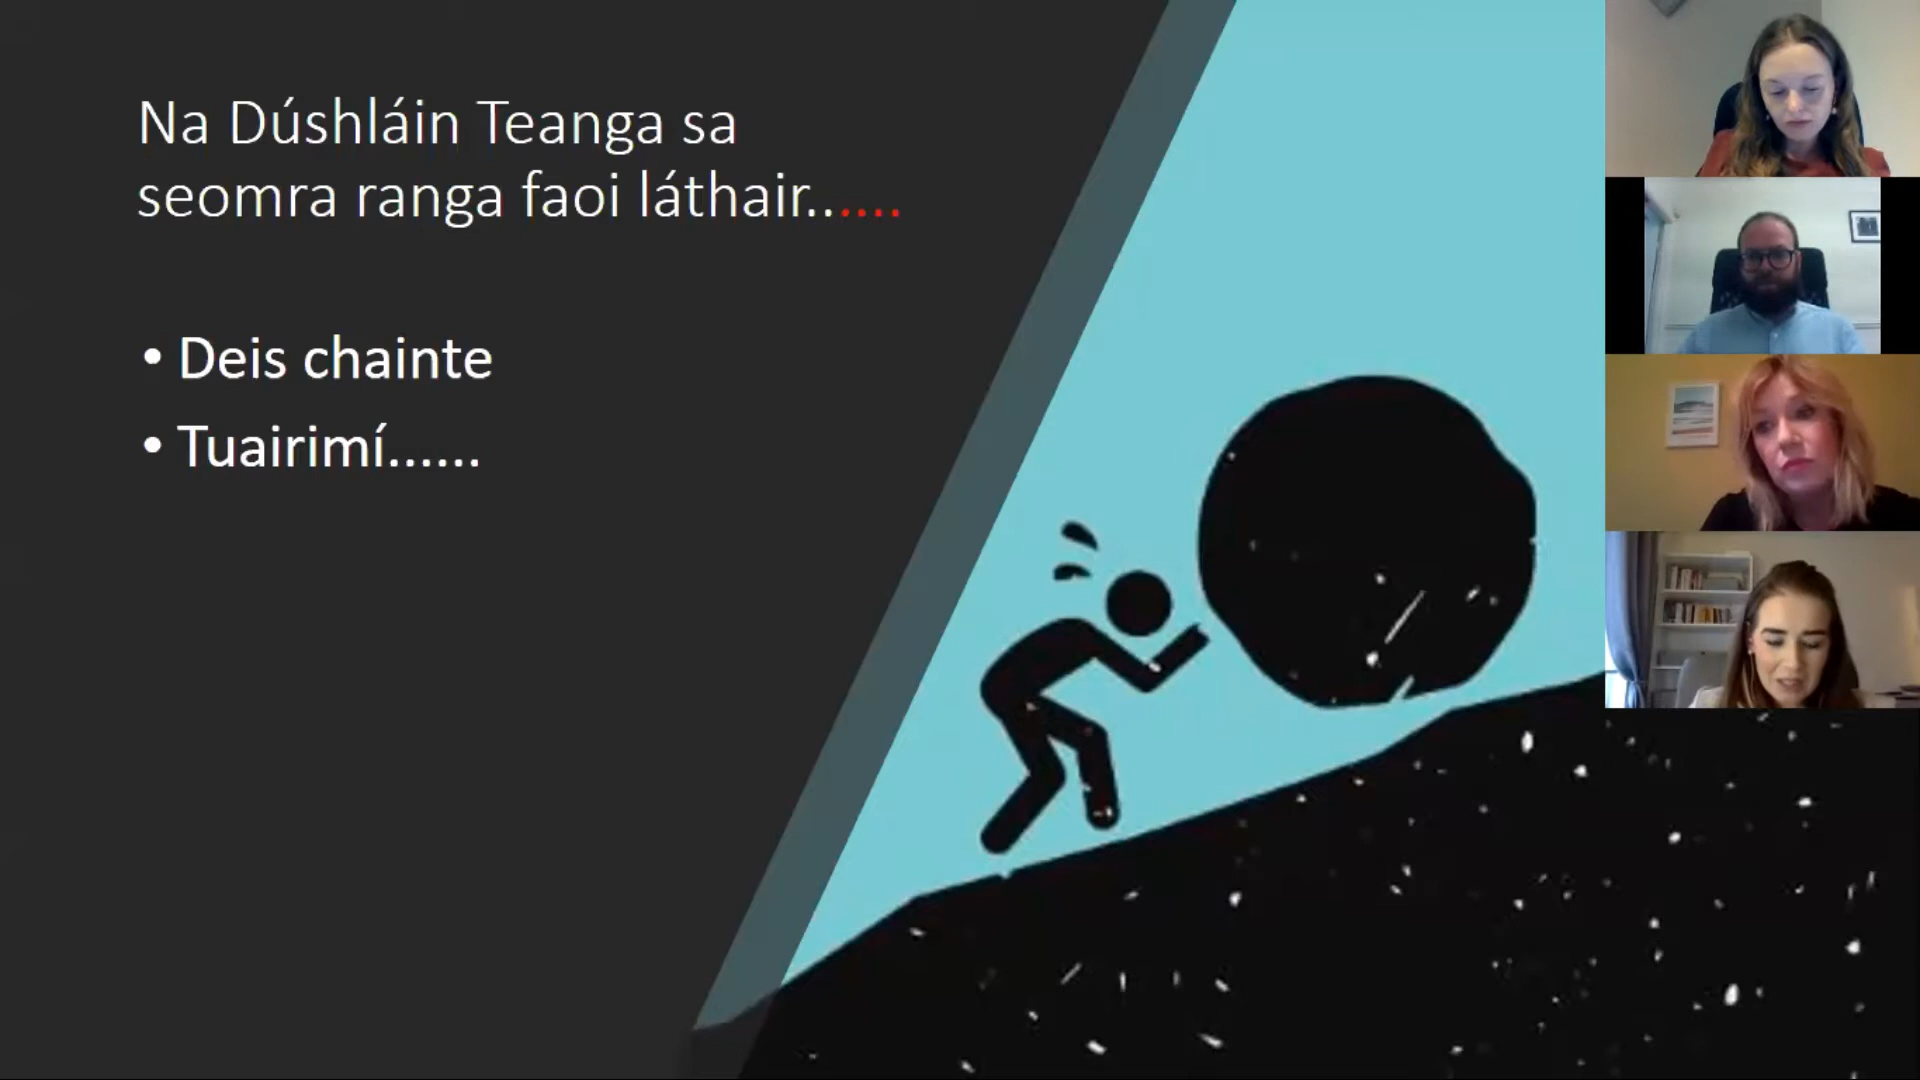 Na Dúshláin Teanga sa
seomra ranga faoi láthair......
• Deis chainte
• Tuairimí......